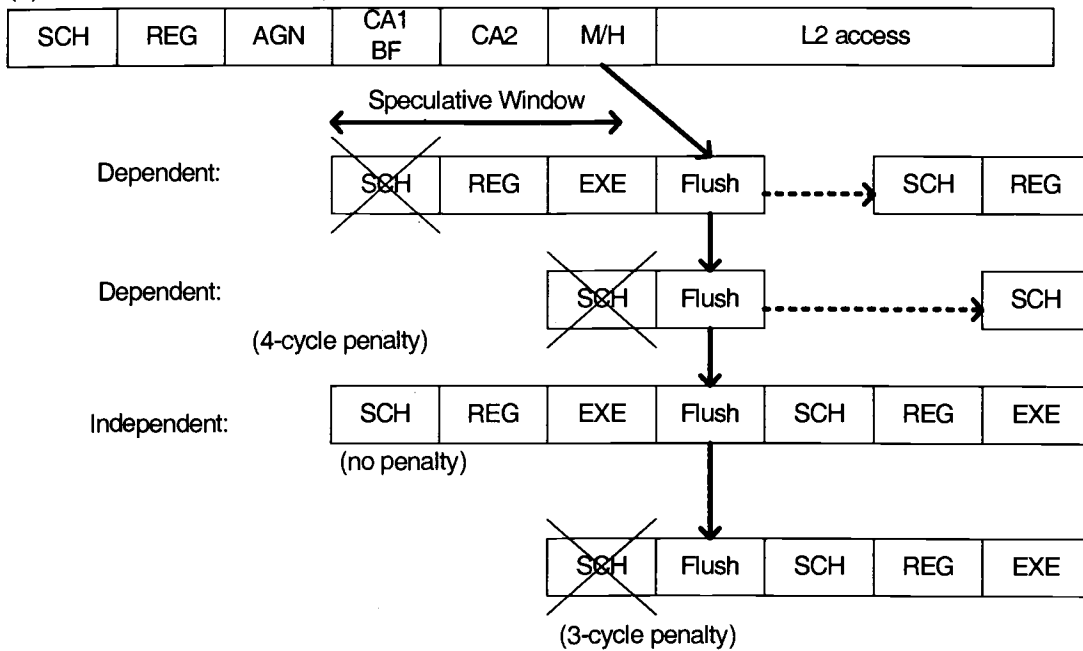 SCH REG AGN CA1 BF CA2 M/H L2 access
Speculative Window
Dependent: SCH REG EXE Flush SCH REG
Dependent: SCH Flush SCH
(4-cycle penalty)
Independent: SCH REG EXE Flush SCH REG EXE
(no penalty)
SCH Flush SCH REG EXE
(3-cycle penalty)